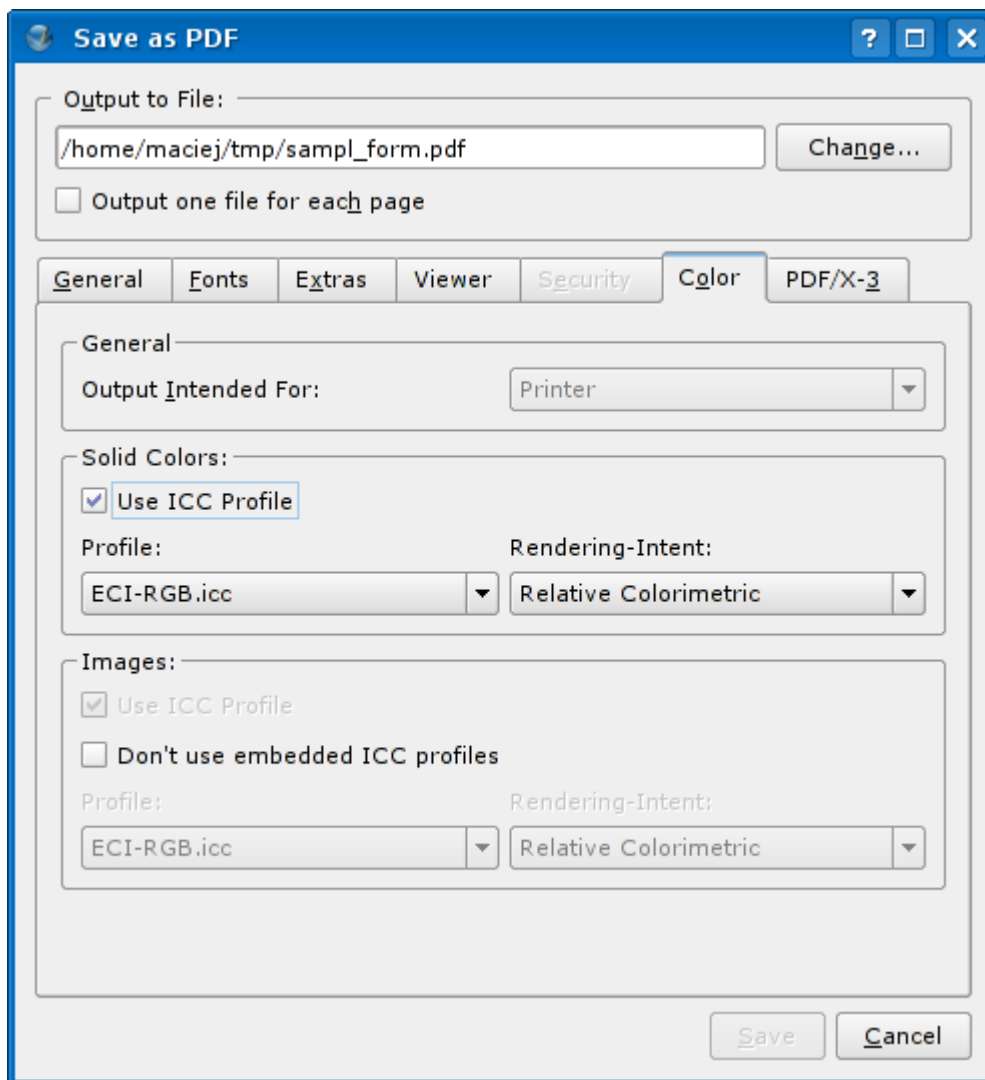 Save as PDF
Output to File:
/home/maciej/tmp/sampl_form.pdf Change...
Output one file for each page
General Fonts Extras Viewer Security Color PDF/X-3
General
Output Intended For: Printer
Solid Colors:
Use ICC Profile
Profile: Rendering-Intent:
ECI-RGB.icc Relative Colorimetric
Images:
Use ICC Profile
Don't use embedded ICC profiles
Profile: Rendering-Intent:
ECI-RGB.icc Relative Colorimetric
Save Cancel